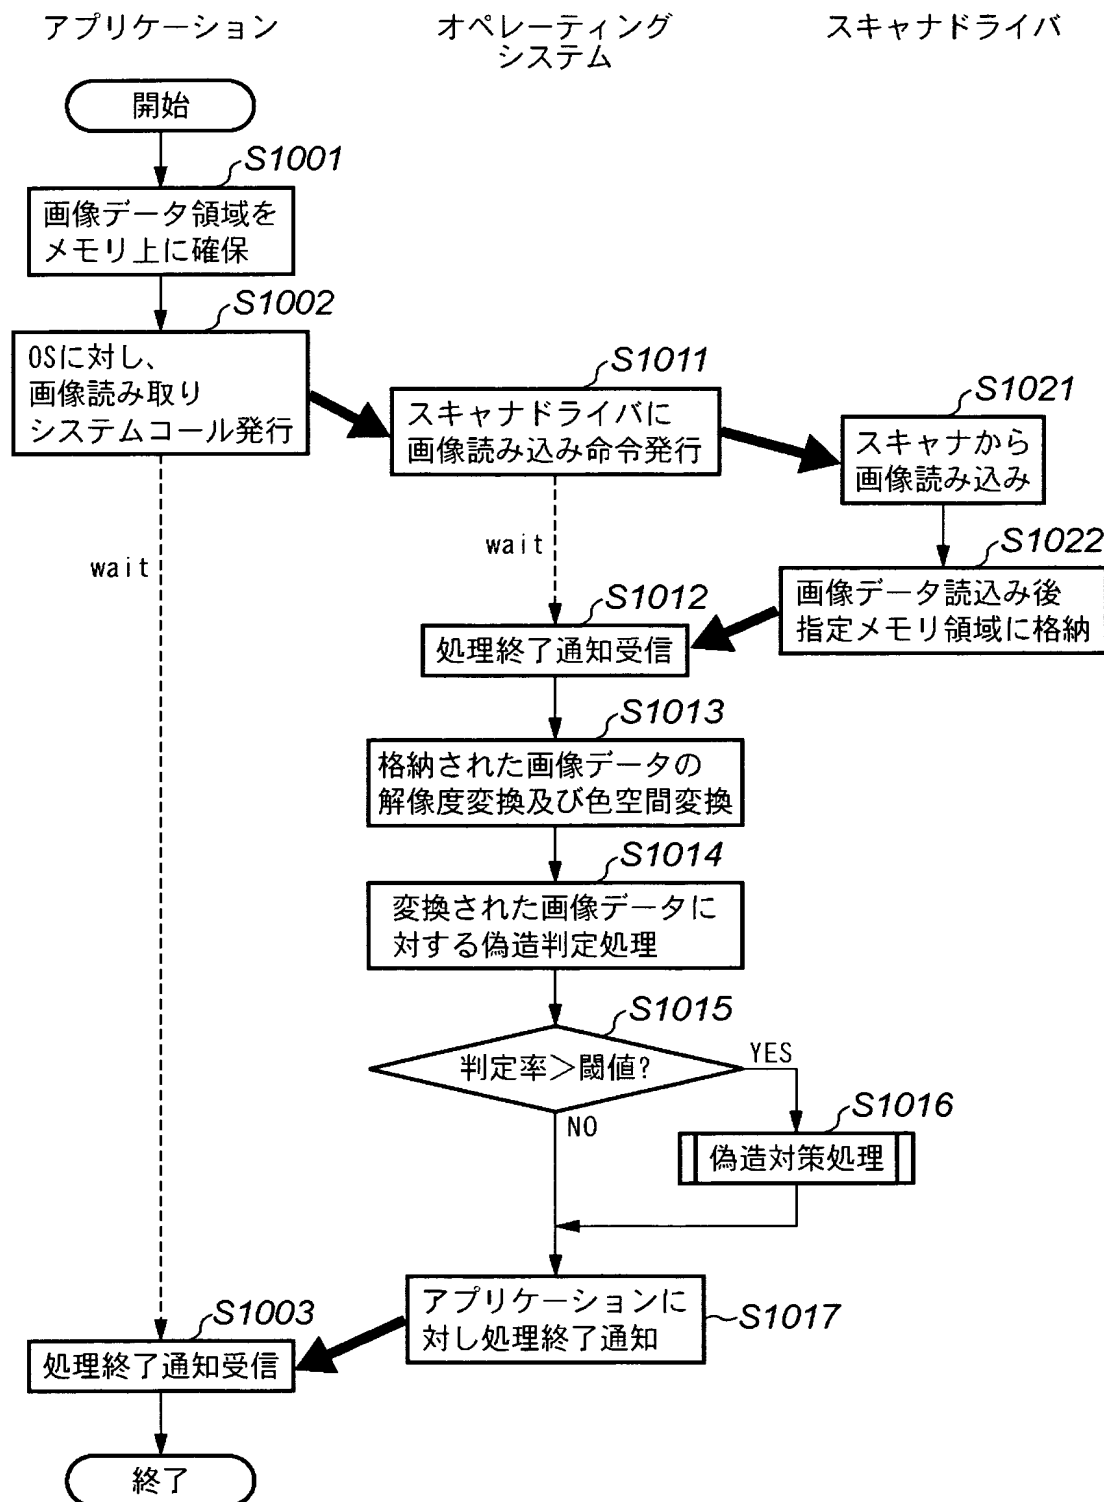 アプリケーション
オペレーティング
システム
スキャナドライバ
開始
S1001
画像データ領域を
メモリ上に確保
S1002
OSに対し、
画像読み取り
システムコール発行
S1011
スキャナドライバに
画像読み込み命令発行
S1021
スキャナから
画像読み込み
wait
wait
S1022
画像データ読込み後
指定メモリ領域に格納
S1012
処理終了通知受信
S1013
格納された画像データの
解像度変換及び色空間変換
S1014
変換された画像データに
対する偽造判定処理
S1015
判定率＞閾値?
YES
NO
S1016
偽造対策処理
アプリケーションに
対し処理終了通知
S1017
S1003
処理終了通知受信
終了